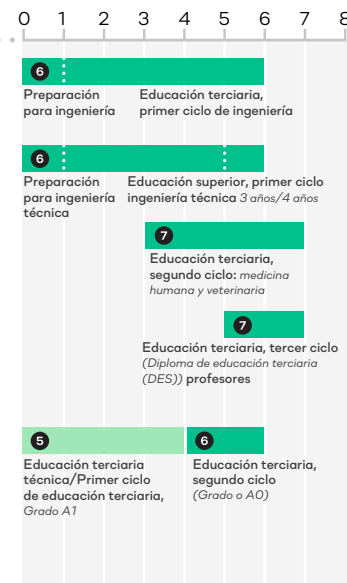 0 1 2 3 4 5 6 7 8
6
Preparación
para ingeniería
Educación terciaria,
primer ciclo de ingeniería
6
Preparación
para ingeniería
técnica
Educación superior, primer ciclo
ingeniería técnica 3 años/4 años
7
Educación terciaria,
segundo ciclo: medicina
humana y veterinaria
7
Educación terciaria, tercer ciclo
(Diploma de educación terciaria
(DES)) profesores
5
Educación terciaria
técnica/Primer ciclo
de educación terciaria,
Grado A1
6
Educación terciaria,
segundo ciclo
(Grado o A0)